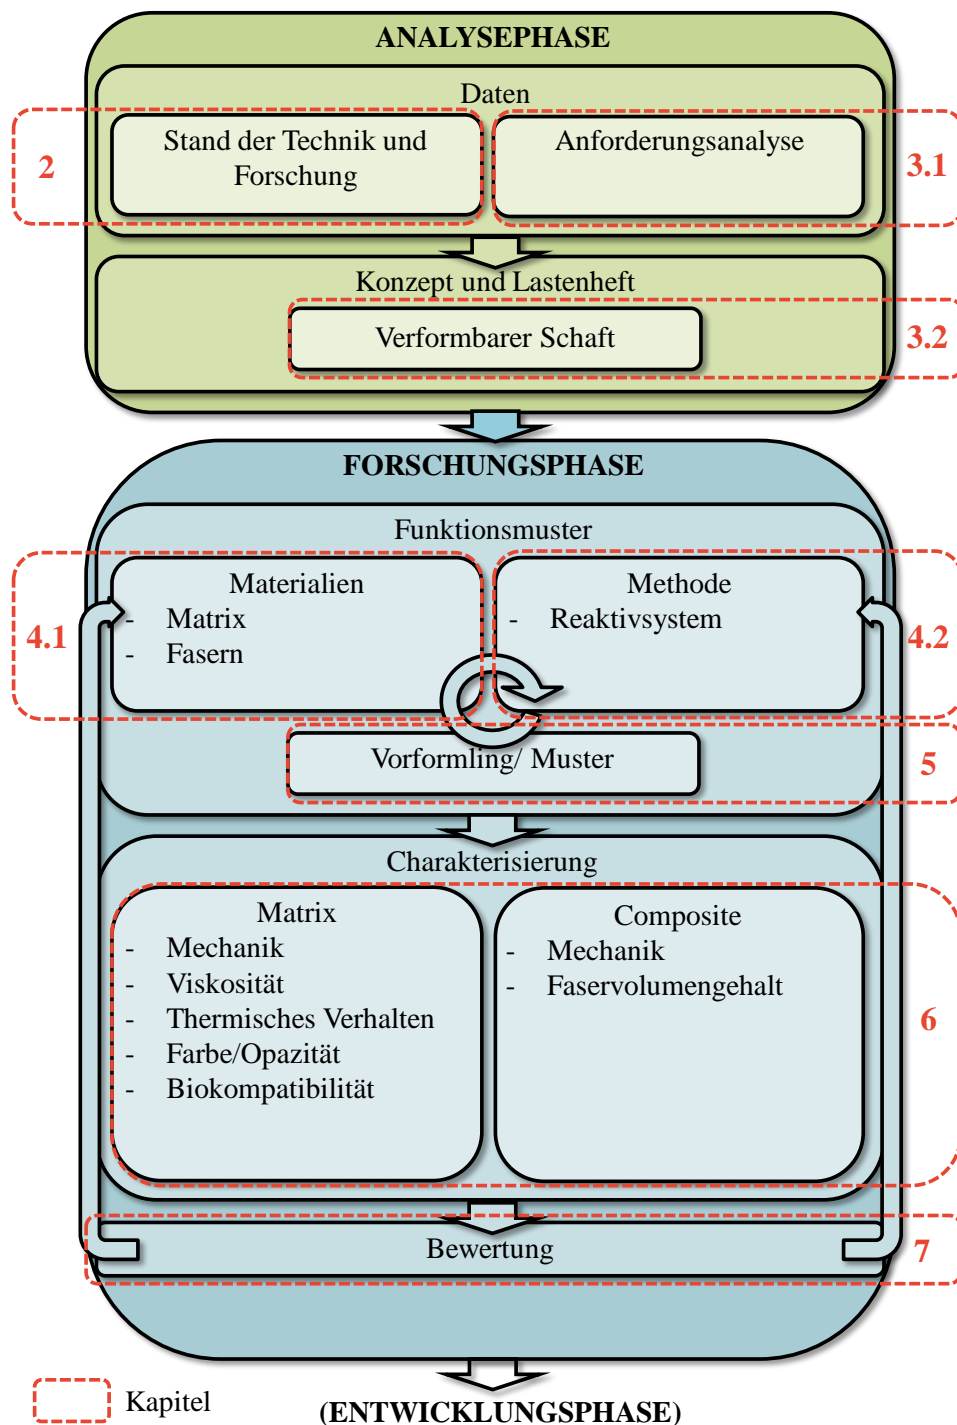 ANALYSEPHASE
Daten
2
Stand der Technik und
Forschung
Anforderungsanalyse
3.1
Konzept und Lastenheft
Verformbarer Schaft
3.2
FORSCHUNGSPHASE
Funktionsmuster
4.1
Materialien
- Matrix
- Fasern
Methode
- Reaktivsystem
4.2
Vorformling/ Muster
5
Charakterisierung
Matrix
- Mechanik
- Viskosität
- Thermisches Verhalten
- Farbe/Opazität
- Biokompatibilität
Composite
- Mechanik
- Faservolumengehalt
6
Bewertung
7
Kapitel
(ENTWICKLUNGSPHASE)